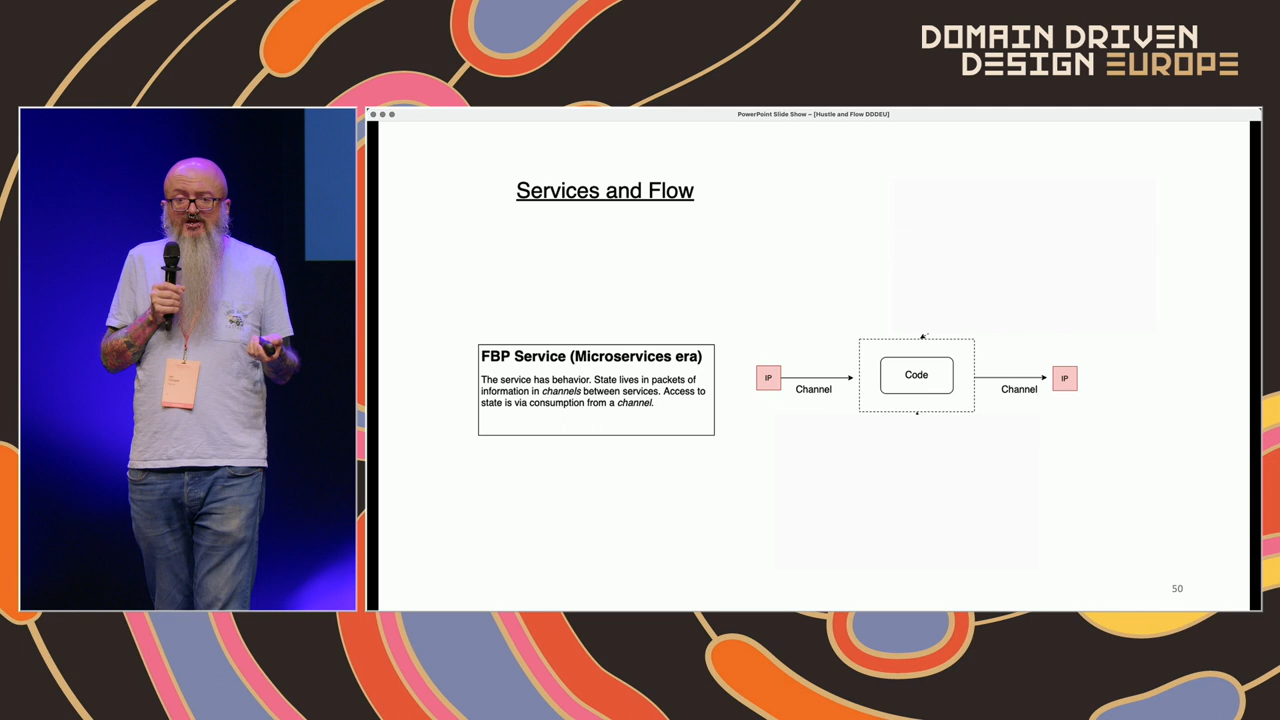 DOMAIN DRIVEN
DESIGN EUROPE
PowerPoint Slide Show – [Hustle and Flow DDDEU]
Services and Flow
FBP Service (Microservices era)
The service has behavior. State lives in packets of
information in channels between services. Access to
state is via consumption from a channel.
IP
Channel
Code
Channel
IP
50